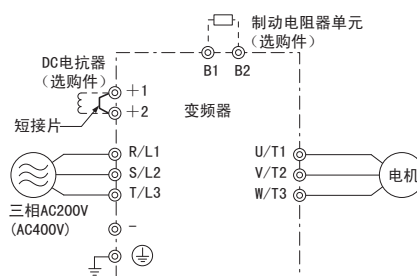 制动电阻器单元
(选购件)
B1 B2
DC电抗器
(选购件)
+1
+2
变频器
短接片
R/L1
S/L2
T/L3
U/T1
V/T2
W/T3
电机
三相AC200V
(AC400V)
-